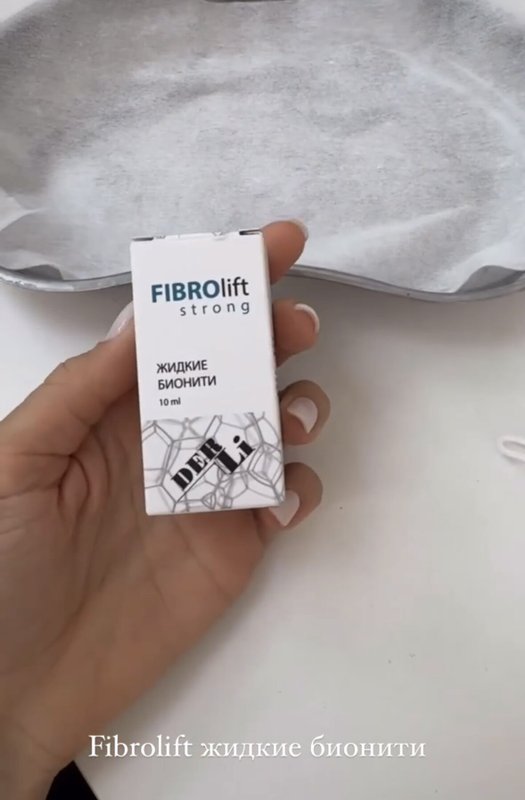 FIBROlift
strong
ЖИДКИЕ
БИОНИТИ
10 ml
DER
Li
Fibrolift жидкие бионити